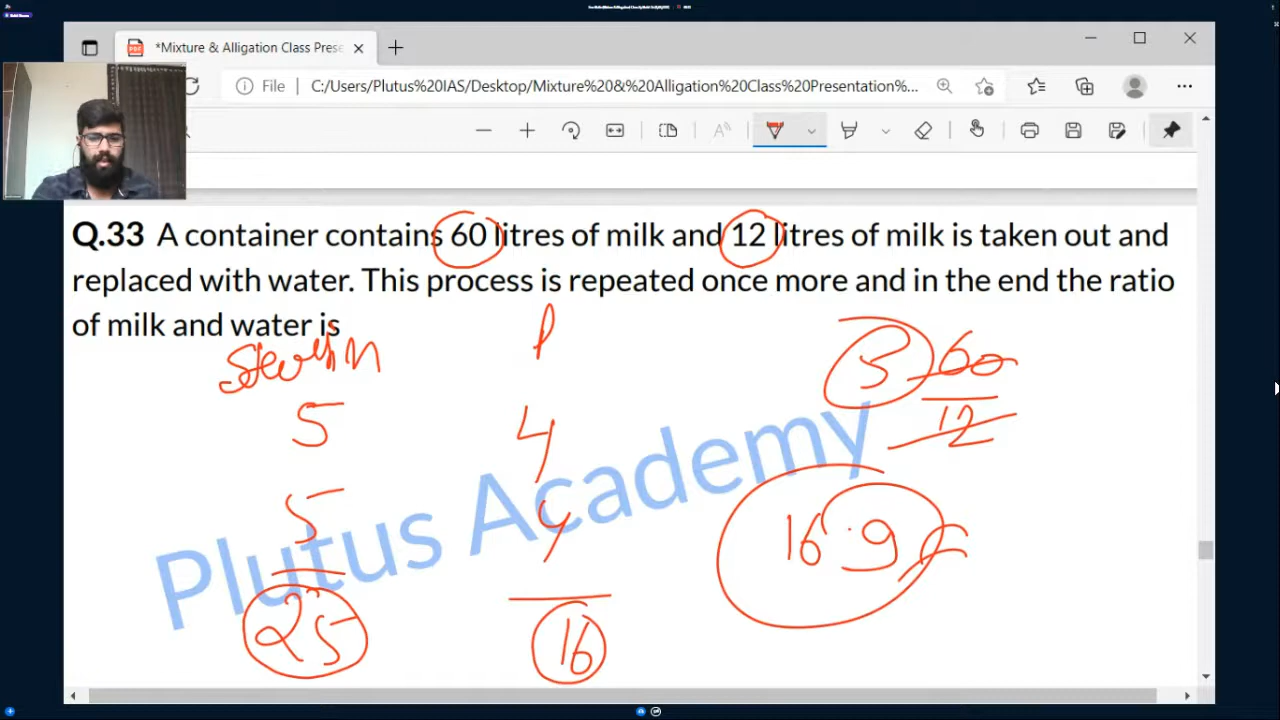 *Mixture & Alligation Class Prese
File C:/Users/Plutus%20IAS/Desktop/Mixture%20&%20Alligation%20Class%20Presentation%...
Q.33 A container contains 60 litres of milk and 12 litres of milk is taken out and
replaced with water. This process is repeated once more and in the end the ratio
of milk and water is
5 4
5 60
12
5 4
16 : 9
25 16
Plutus Academy